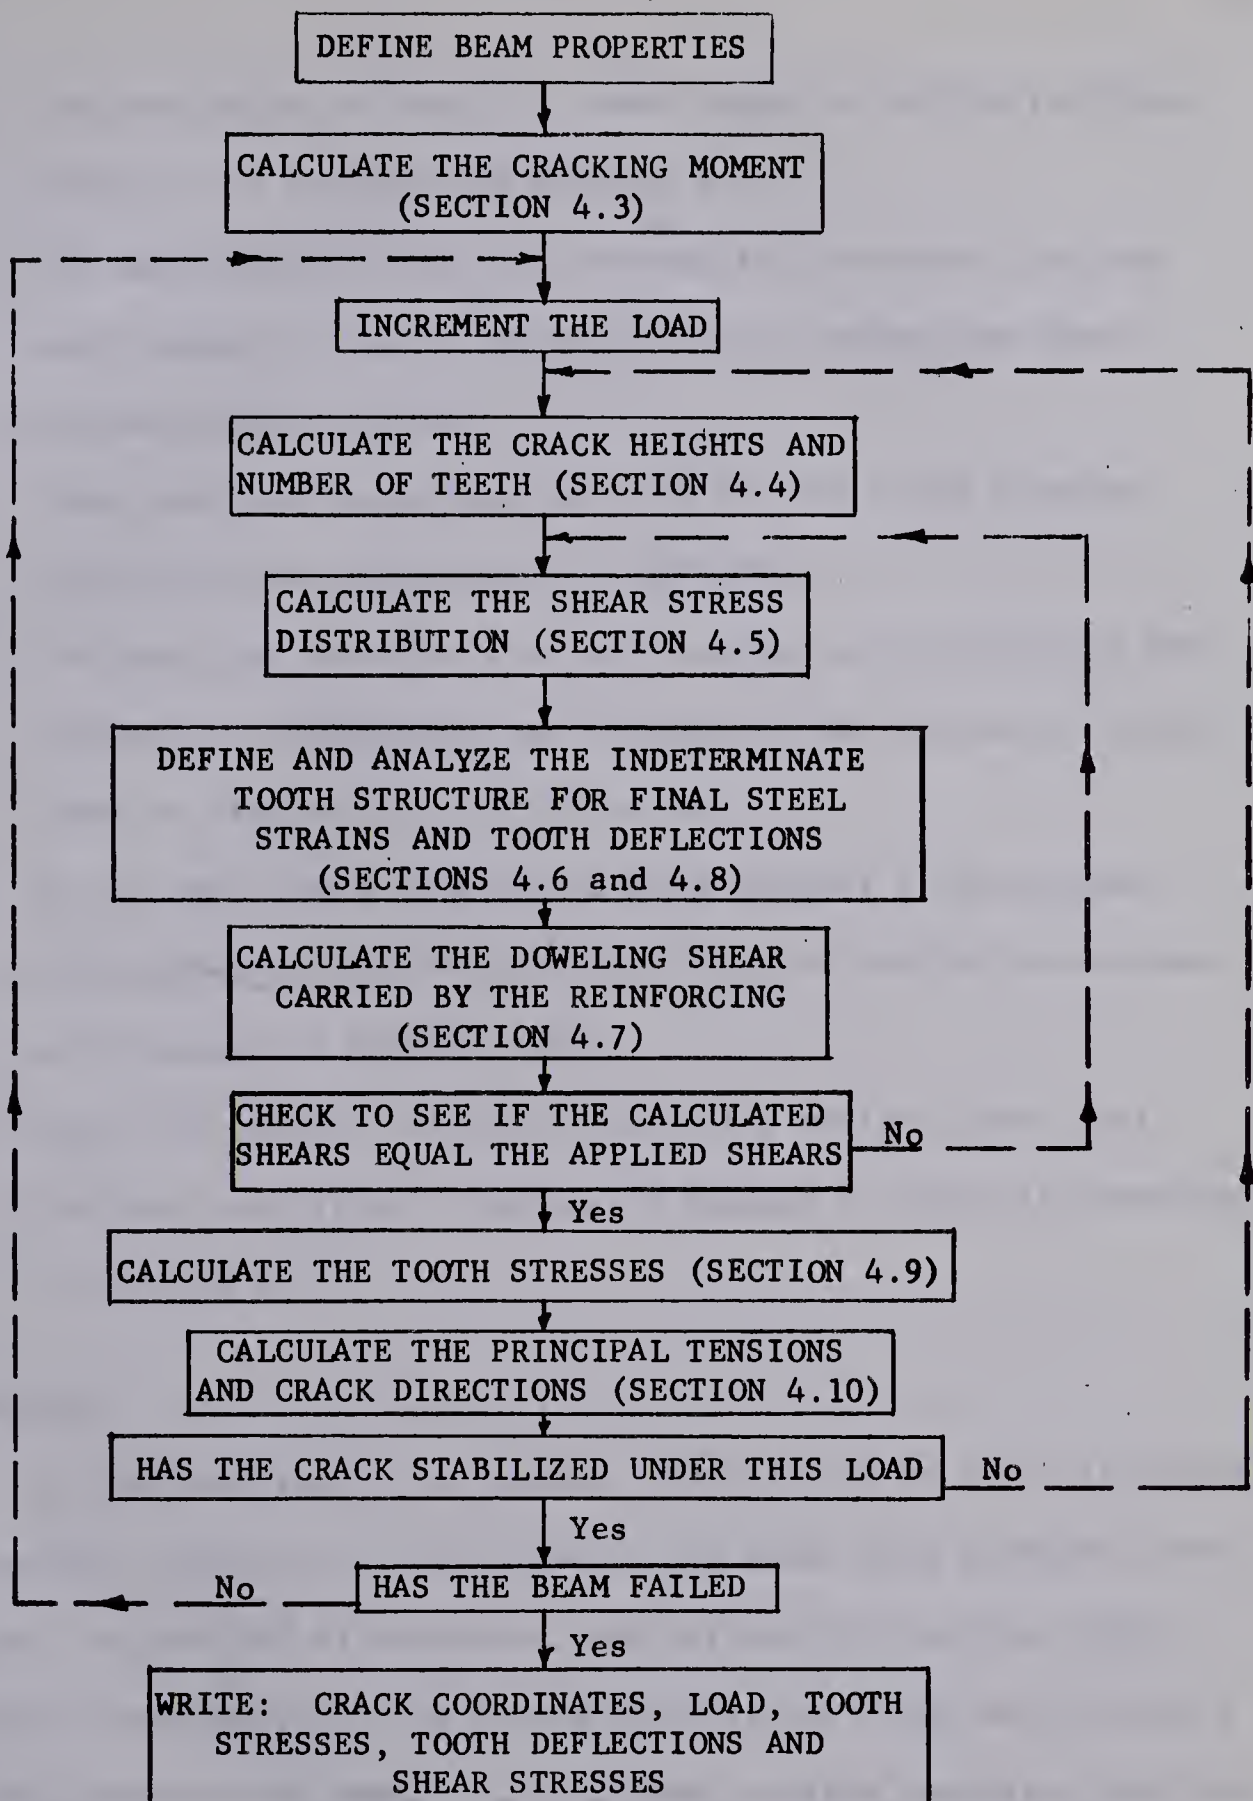 DEFINE BEAM PROPERTIES
CALCULATE THE CRACKING MOMENT
(SECTION 4.3)
INCREMENT THE LOAD
CALCULATE THE CRACK HEIGHTS AND
NUMBER OF TEETH (SECTION 4.4)
CALCULATE THE SHEAR STRESS
DISTRIBUTION (SECTION 4.5)
DEFINE AND ANALYZE THE INDETERMINATE
TOOTH STRUCTURE FOR FINAL STEEL
STRAINS AND TOOTH DEFLECTIONS
(SECTIONS 4.6 and 4.8)
CALCULATE THE DOWELING SHEAR
CARRIED BY THE REINFORCING
(SECTION 4.7)
CHECK TO SEE IF THE CALCULATED
SHEARS EQUAL THE APPLIED SHEARS
No
Yes
CALCULATE THE TOOTH STRESSES (SECTION 4.9)
CALCULATE THE PRINCIPAL TENSIONS
AND CRACK DIRECTIONS (SECTION 4.10)
HAS THE CRACK STABILIZED UNDER THIS LOAD
No
Yes
No
HAS THE BEAM FAILED
Yes
WRITE: CRACK COORDINATES, LOAD, TOOTH
STRESSES, TOOTH DEFLECTIONS AND
SHEAR STRESSES